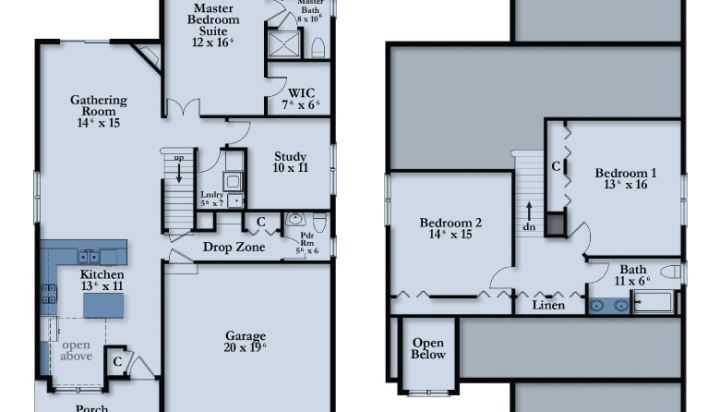 Master
Bath
8 x 10⁶
Master
Bedroom
Suite
12 x 16⁶
WIC
7⁶ x 6⁶
Gathering
Room
14⁶ x 15
up
Study
10 x 11
Lndry
5⁶ x 7
C
Drop Zone
Pdr
Rm
5⁶ x 6
Kitchen
13⁶ x 11
open
above
C
Garage
20 x 19⁶
Porch
C
Bedroom 1
13⁶ x 16
Bedroom 2
14⁶ x 15
dn
Bath
11 x 6⁶
Linen
Open
Below